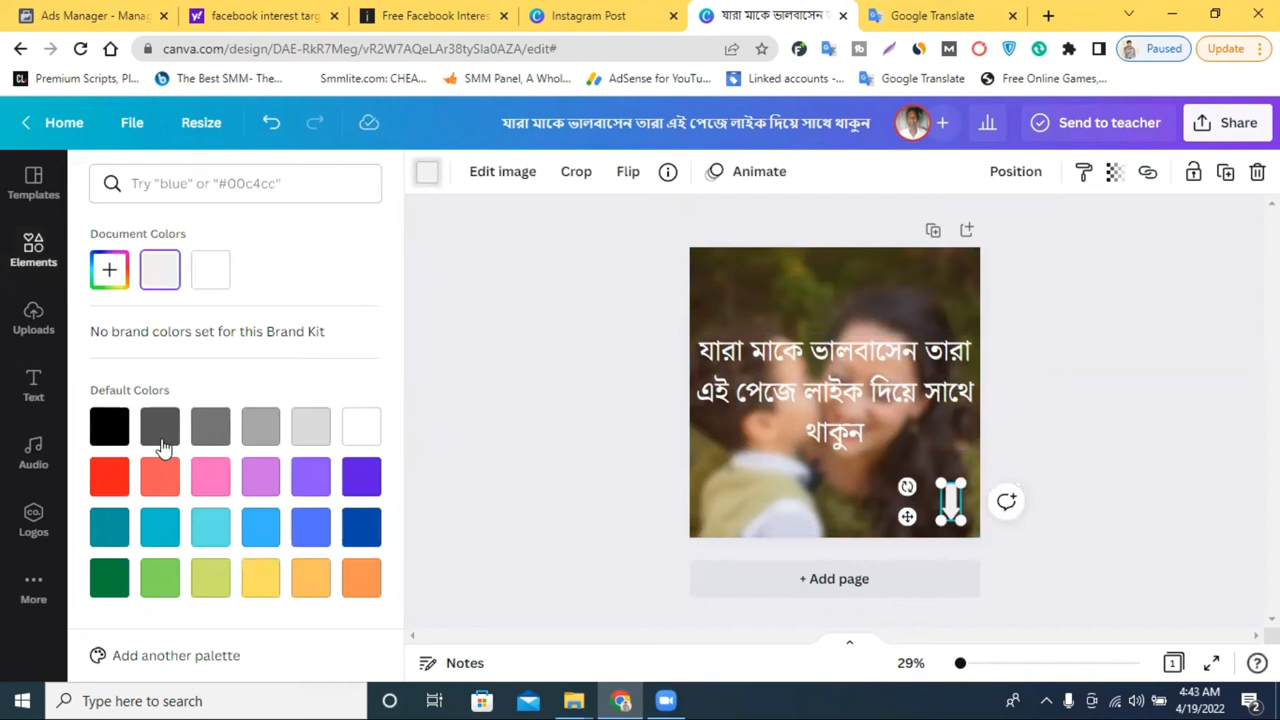 Ads Manager - Manag
facebook interest targ
Free Facebook Interes
Instagram Post
যারা মাকে ভালবাসেন তা
Google Translate
canva.com/design/DAE-RkR7Meg/vR2W7AQeLAr38tySla0AZA/edit#
Paused
Update
Premium Scripts, Pl...
The Best SMM- The...
Smmlite.com: CHEA...
SMM Panel, A Whol...
AdSense for YouTu...
Linked accounts -...
Google Translate
Free Online Games,...
Home
File
Resize
যারা মাকে ভালবাসেন তারা এই পেজে লাইক দিয়ে সাথে থাকুন
Send to teacher
Share
Templates
Elements
Uploads
Text
Audio
CO.
Logos
More
Try "blue" or "#00c4cc"
Document Colors
No brand colors set for this Brand Kit
Default Colors
Add another palette
Edit image
Crop
Flip
Animate
Position
যারা মাকে ভালবাসেন তারা
এই পেজে লাইক দিয়ে সাথে
থাকুন
+ Add page
Notes
29%
1
Type here to search
4:43 AM
4/19/2022
2